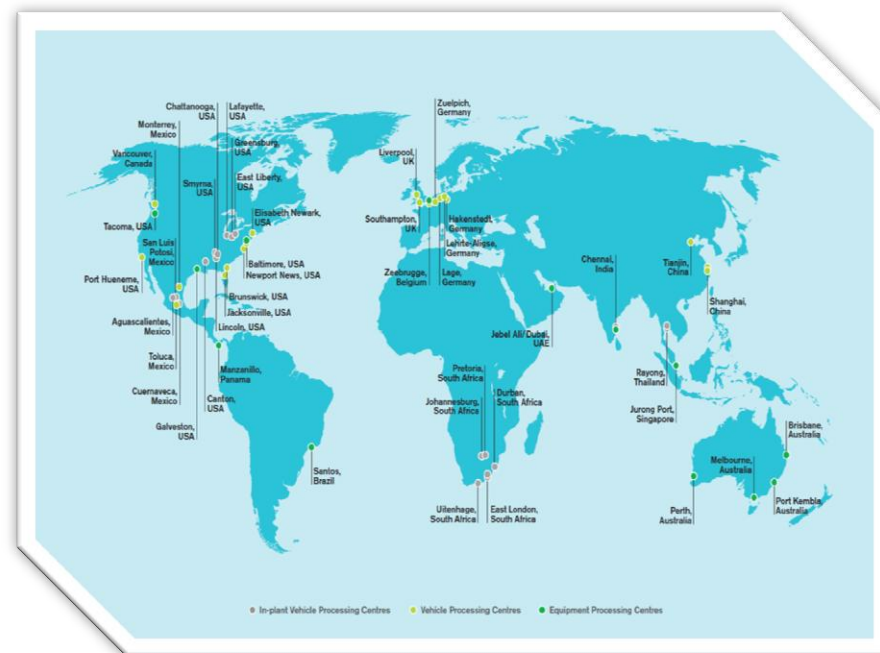 Zuelpich,
Germany
Chattanooga,
USA
Lafayette,
USA
Monterrey,
Mexico
Greensburg,
USA
Liverpool,
UK
Vancouver,
Canada
Smyrna,
USA
East Liberty,
USA
Elisabeth Newark,
USA
Tacoma, USA
Southampton,
UK
Hakenstedt,
Germany
San Luis
Potosi,
Mexico
Lehrte-Aligse,
Germany
Baltimore, USA
Newport News, USA
Chennai,
India
Tianjin,
China
Port Hueneme,
USA
Zeebrugge,
Belgium
Lage,
Germany
Brunswick, USA
Jacksonville, USA
Shanghai,
China
Aguascalientes,
Mexico
Lincoln, USA
Jebel Ali/Dubai,
UAE
Toluca,
Mexico
Manzanillo,
Panama
Pretoria,
South Africa
Rayong,
Thailand
Cuernaveca,
Mexico
Canton,
USA
Johannesburg,
South Africa
Durban,
South Africa
Jurong Port,
Singapore
Galveston,
USA
Brisbane,
Australia
Melbourne,
Australia
Santos,
Brazil
Port Kembla,
Australia
Uitenhage,
South Africa
East London,
South Africa
Perth,
Australia
In-plant Vehicle Processing Centres
Vehicle Processing Centres
Equipment Processing Centres